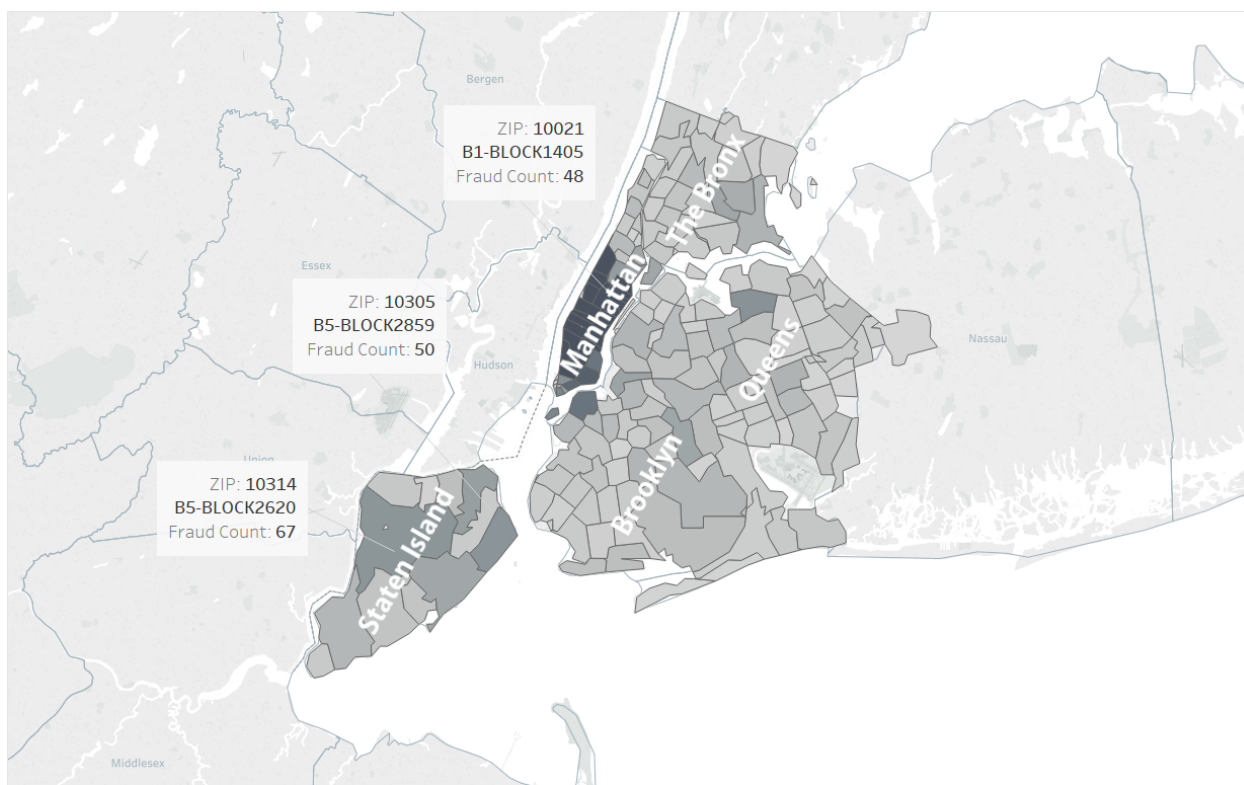 Bergen
ZIP: 10021
B1-BLOCK1405
Fraud Count: 48
The Bronx
Essex
ZIP: 10305
B5-BLOCK2859
Fraud Count: 50
Manhattan
Hudson
Queens
Nassau
Union
ZIP: 10314
B5-BLOCK2620
Fraud Count: 67
Brooklyn
Staten Island
Middlesex